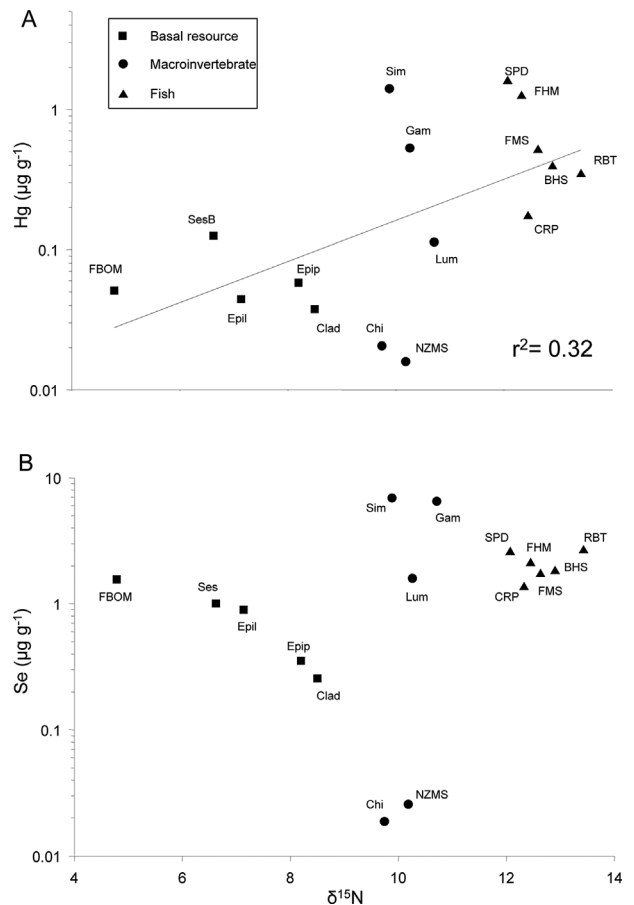 A
Basal resource
Macroinvertebrate
Fish
Hg (µg g⁻¹)
1
0.1
0.01
Sim
SPD
FHM
Gam
FMS
RBT
BHS
SesB
CRP
FBOM
Epip
Lum
Epil
Clad
Chi
NZMS
r²= 0.32
B
Se (µg g⁻¹)
10
1
0.1
0.01
Sim
Gam
SPD
FHM
RBT
BHS
FBOM
Ses
Lum
CRP
FMS
Epil
Epip
Clad
Chi
NZMS
4 6 8 10 12 14
δ¹⁵N